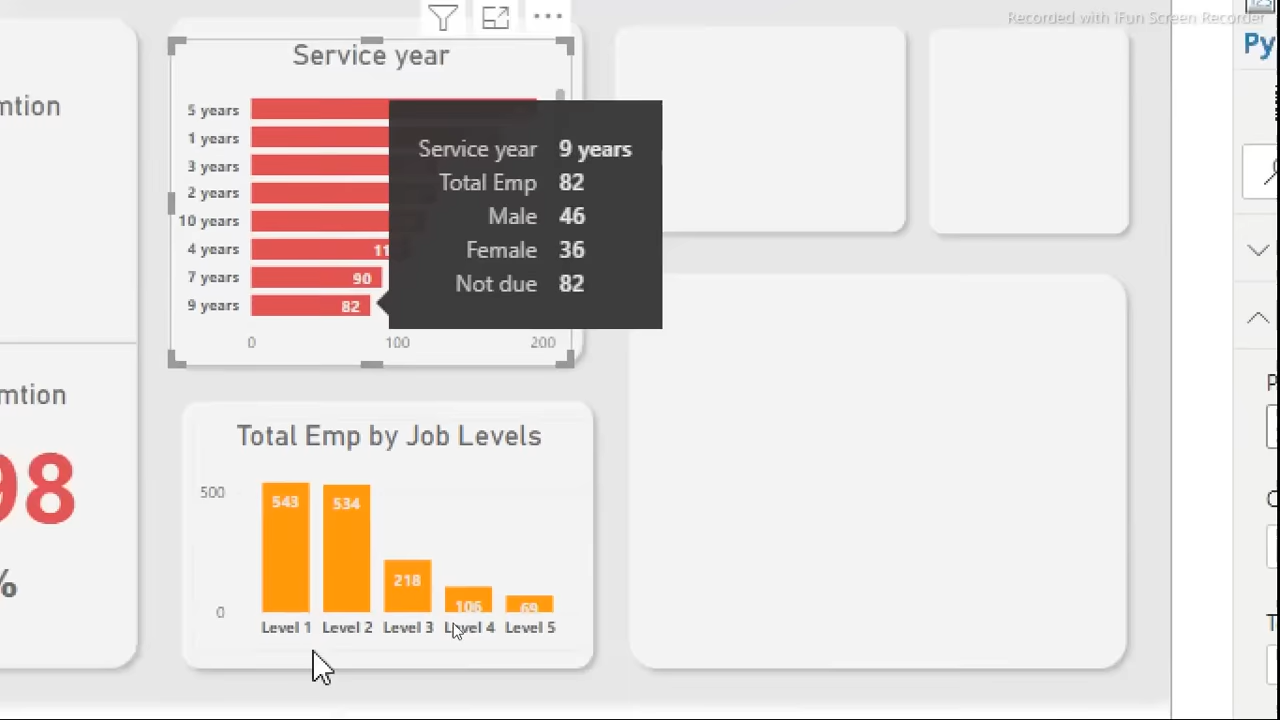 Recorded with iFun Screen Recorder
Service year
Py
mtion
5 years
1 years
3 years
2 years
10 years
4 years 11
7 years 90
9 years 82
0 100 200
Service year 9 years
Total Emp 82
Male 46
Female 36
Not due 82
mtion
98
%
Total Emp by Job Levels
500
0
543 534 218 106 69
Level 1 Level 2 Level 3 Level 4 Level 5
P
C
T